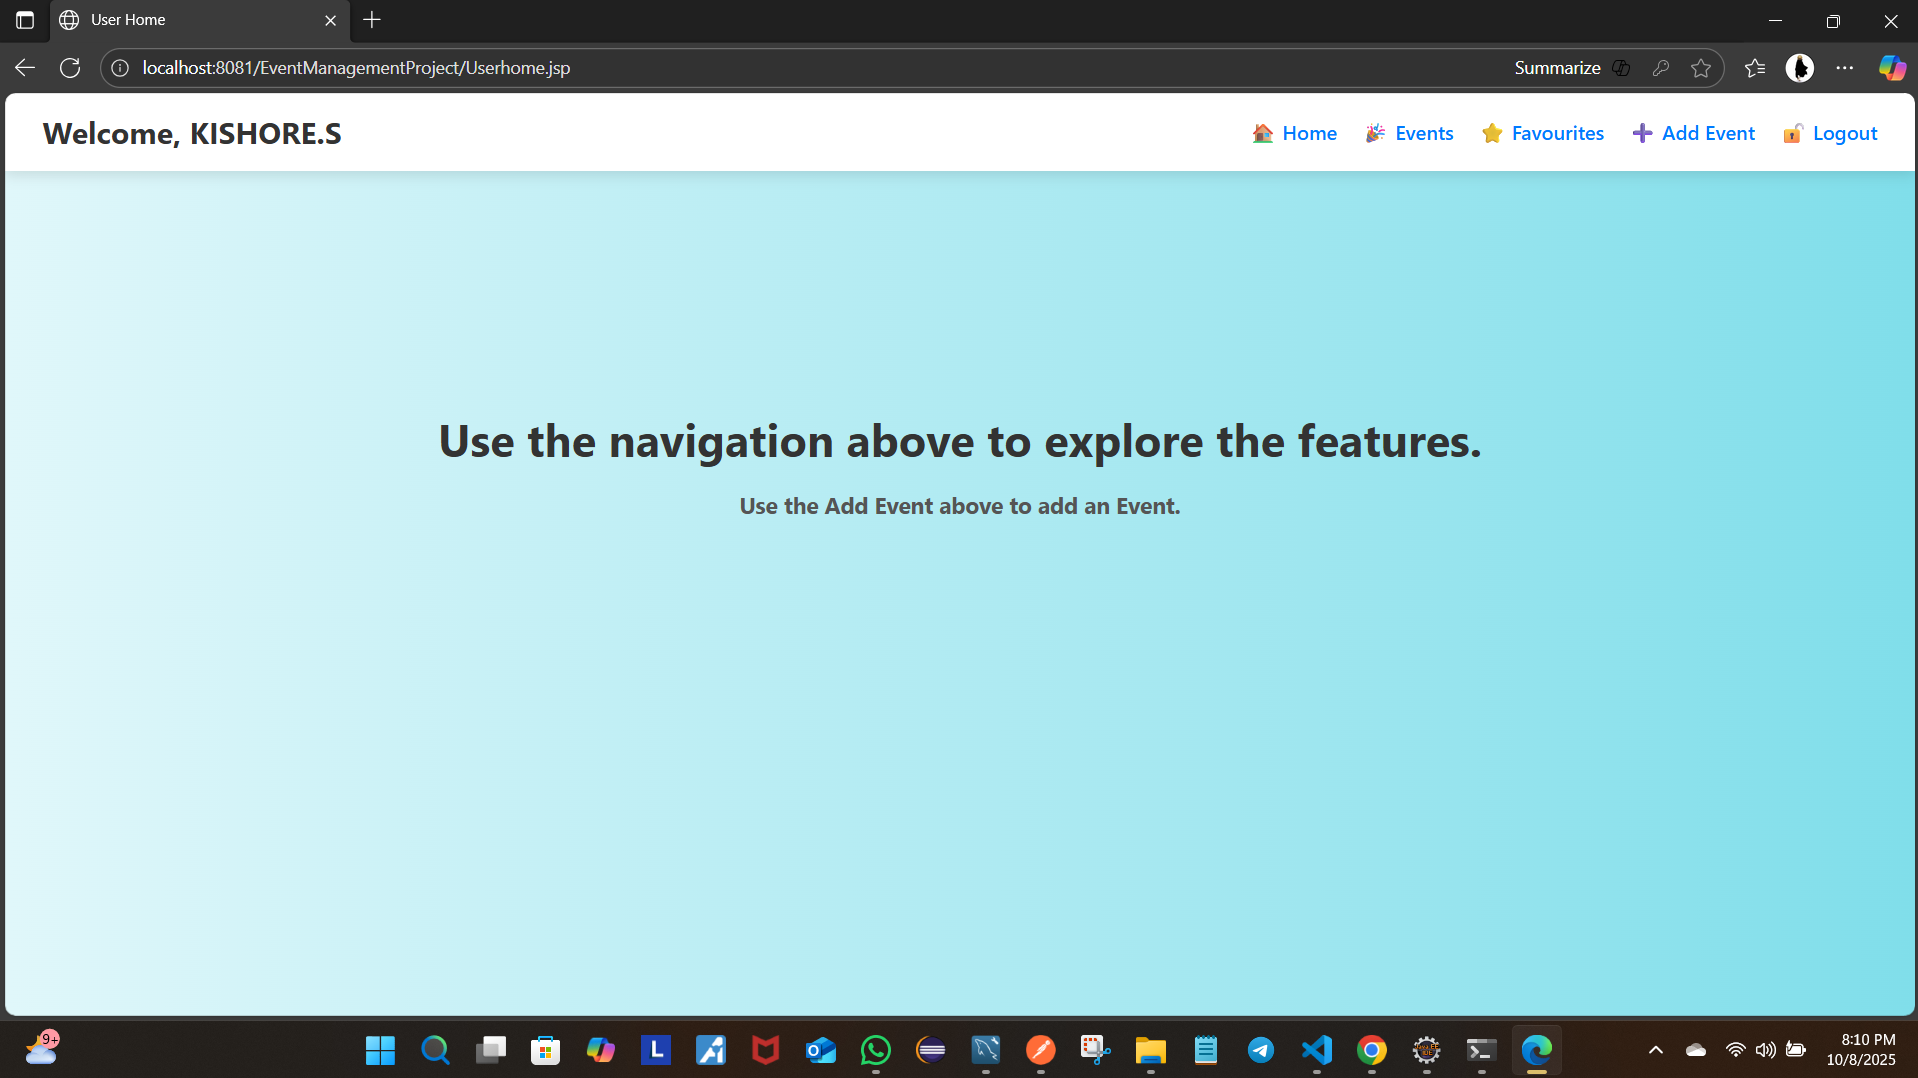 User Home
localhost:8081/EventManagementProject/Userhome.jsp
Summarize
Welcome, KISHORE.S
Home
Events
Favourites
Add Event
Logout
Use the navigation above to explore the features.
Use the Add Event above to add an Event.
9+
L
8:10 PM
10/8/2025